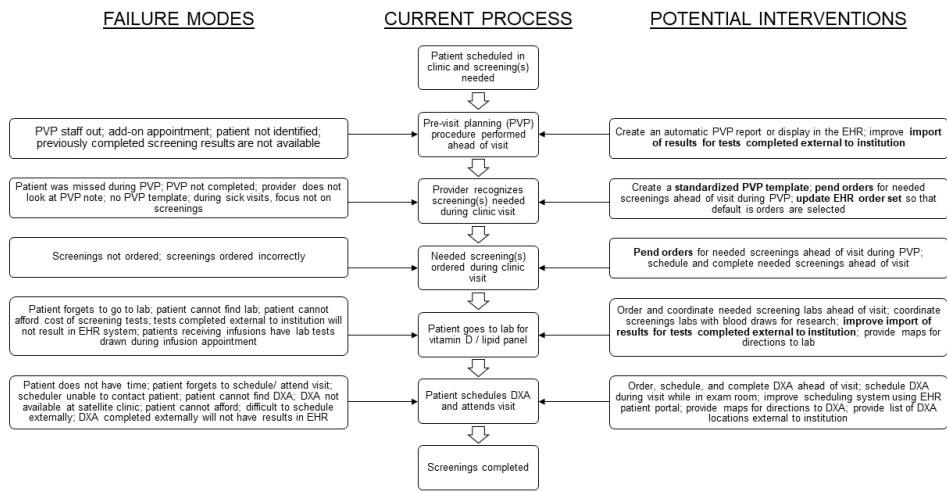 FAILURE MODES
CURRENT PROCESS
POTENTIAL INTERVENTIONS
Patient scheduled in
clinic and screening(s)
needed
PVP staff out; add-on appointment; patient not identified;
previously completed screening results are not available
Pre-visit planning (PVP)
procedure performed
ahead of visit
Create an automatic PVP report or display in the EHR; improve import
of results for tests completed external to institution
Patient was missed during PVP; PVP not completed; provider does not
look at PVP note; no PVP template; during sick visits, focus not on
screenings
Provider recognizes
screening(s) needed
during clinic visit
Create a standardized PVP template; pend orders for needed
screenings ahead of visit during PVP; update EHR order set so that
default is orders are selected
Screenings not ordered; screenings ordered incorrectly
Needed screening(s)
ordered during clinic
visit
Pend orders for needed screenings ahead of visit during PVP;
schedule and complete needed screenings ahead of visit
Patient forgets to go to lab; patient cannot find lab; patient cannot
afford cost of screening tests; tests completed external to institution will
not result in EHR system; patients receiving infusions have lab tests
drawn during infusion appointment
Patient goes to lab for
vitamin D / lipid panel
Order and coordinate needed screening labs ahead of visit; coordinate
screenings labs with blood draws for research; improve import of
results for tests completed external to institution; provide maps for
directions to lab
Patient does not have time; patient forgets to schedule/ attend visit;
scheduler unable to contact patient; patient cannot find DXA; DXA not
available at satellite clinic; patient cannot afford; difficult to schedule
externally; DXA completed externally will not have results in EHR
Patient schedules DXA
and attends visit
Order, schedule, and complete DXA ahead of visit; schedule DXA
during visit while in exam room; improve scheduling system using EHR
patient portal; provide maps for directions to DXA; provide list of DXA
locations external to institution
Screenings completed